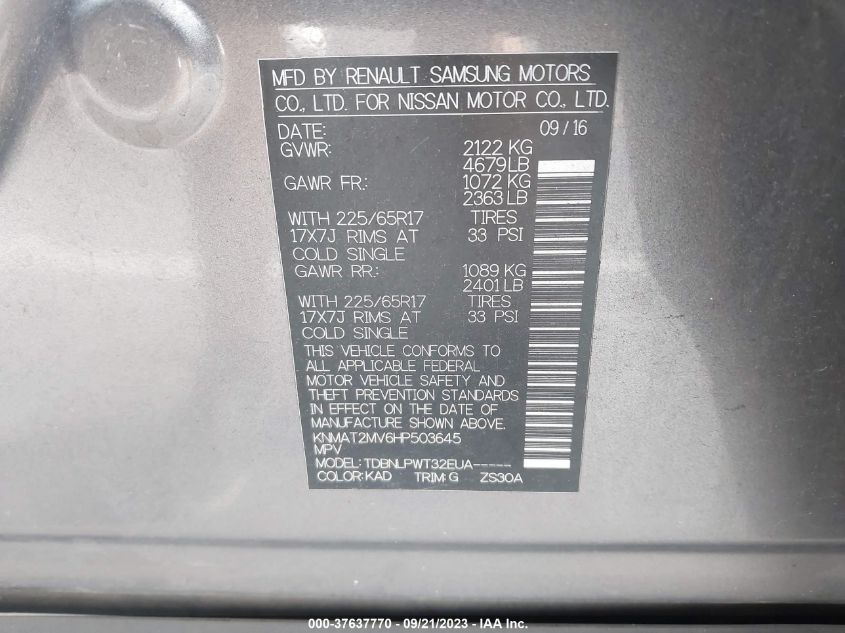 MFD BY RENAULT SAMSUNG MOTORS
CO., LTD. FOR NISSAN MOTOR CO., LTD.
DATE: 09/16
GVWR: 2122 KG
4679 LB
GAWR FR.: 1072 KG
2363 LB
WITH 225/65R17 TIRES
17X7J RIMS AT 33 PSI
COLD SINGLE
GAWR RR.: 1089 KG
2401 LB
WITH 225/65R17 TIRES
17X7J RIMS AT 33 PSI
COLD SINGLE
THIS VEHICLE CONFORMS TO
ALL APPLICABLE FEDERAL
MOTOR VEHICLE SAFETY AND
THEFT PREVENTION STANDARDS
IN EFFECT ON THE DATE OF
MANUFACTURE SHOWN ABOVE.
KNMAT2MV6HP503645
MPV
MODEL: TDBNLPWT32EUA-----
COLOR: KAD TRIM: G ZS30A
000-37637770 - 09/21/2023 - IAA Inc.